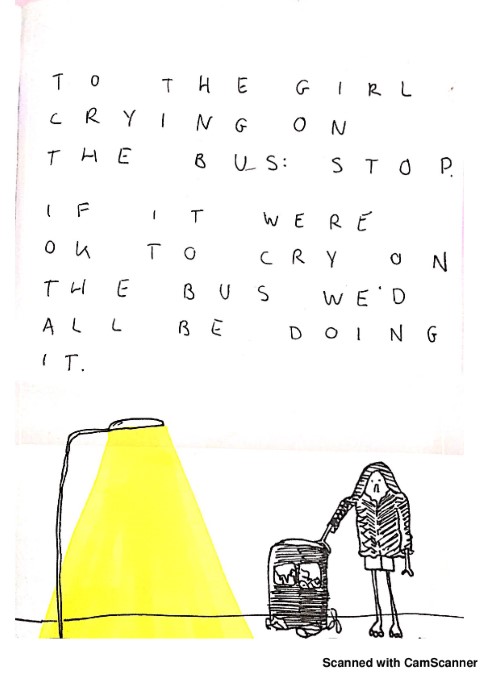 TO THE GIRL
CRYING ON
THE BUS: STOP.
IF IT WERE
OK TO CRY ON
THE BUS WE'D
ALL BE DOING
IT.
Scanned with CamScanner